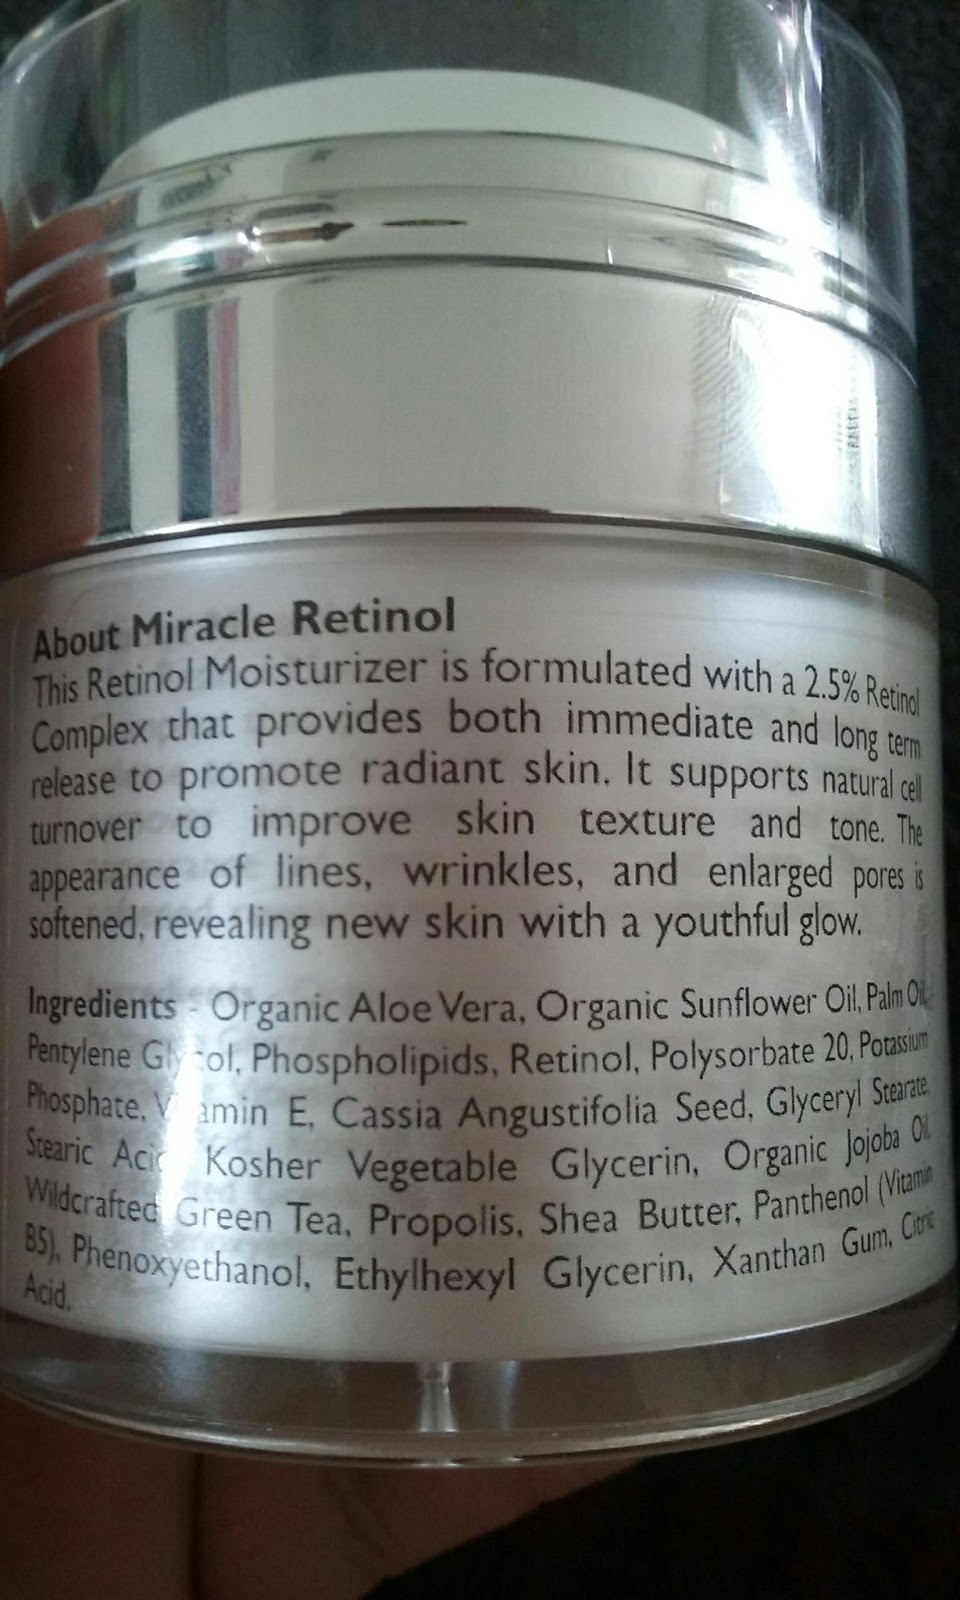 About Miracle Retinol
This Retinol Moisturizer is formulated with a 2.5% Retinol
Complex that provides both immediate and long term
release to promote radiant skin. It supports natural cell
turnover to improve skin texture and tone. The
appearance of lines, wrinkles, and enlarged pores is
softened, revealing new skin with a youthful glow.
Ingredients - Organic Aloe Vera, Organic Sunflower Oil, Palm Oil,
Pentylene Glycol, Phospholipids, Retinol, Polysorbate 20, Potassium
Phosphate, Vitamin E, Cassia Angustifolia Seed, Glyceryl Stearate,
Stearic Acid, Kosher Vegetable Glycerin, Organic Jojoba Oil,
Wildcrafted Green Tea, Propolis, Shea Butter, Panthenol (Vitamin
B5), Phenoxyethanol, Ethylhexyl Glycerin, Xanthan Gum, Citric
Acid.